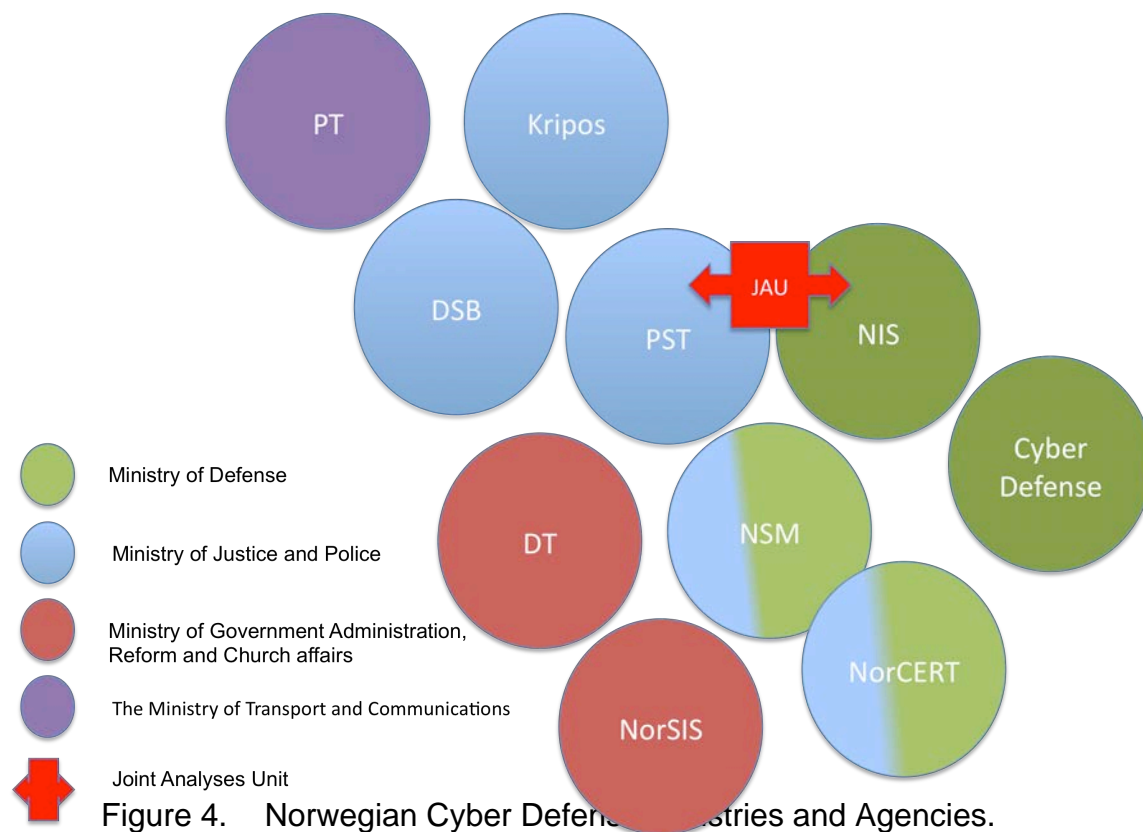 PT
Kripos
DSB
PST
JAU
NIS
Cyber
Defense
DT
NSM
NorCERT
NorSIS
Ministry of Defense
Ministry of Justice and Police
Ministry of Government Administration,
Reform and Church affairs
The Ministry of Transport and Communications
Joint Analyses Unit
Figure 4. Norwegian Cyber and Agencies.